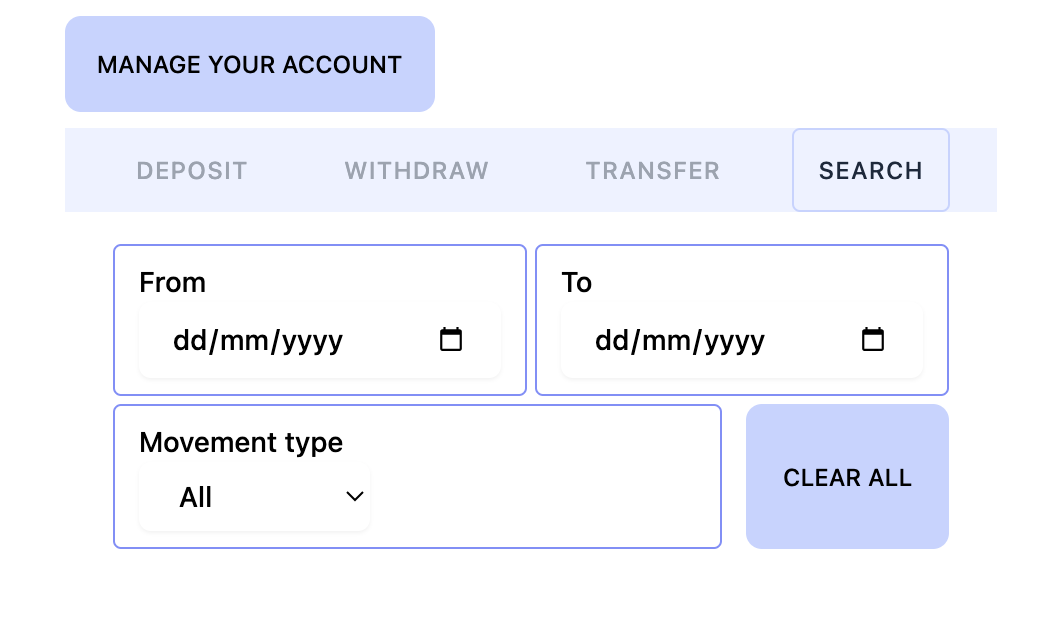 MANAGE YOUR ACCOUNT
DEPOSIT WITHDRAW TRANSFER SEARCH
From To
dd/mm/yyyy dd/mm/yyyy
Movement type
All
CLEAR ALL